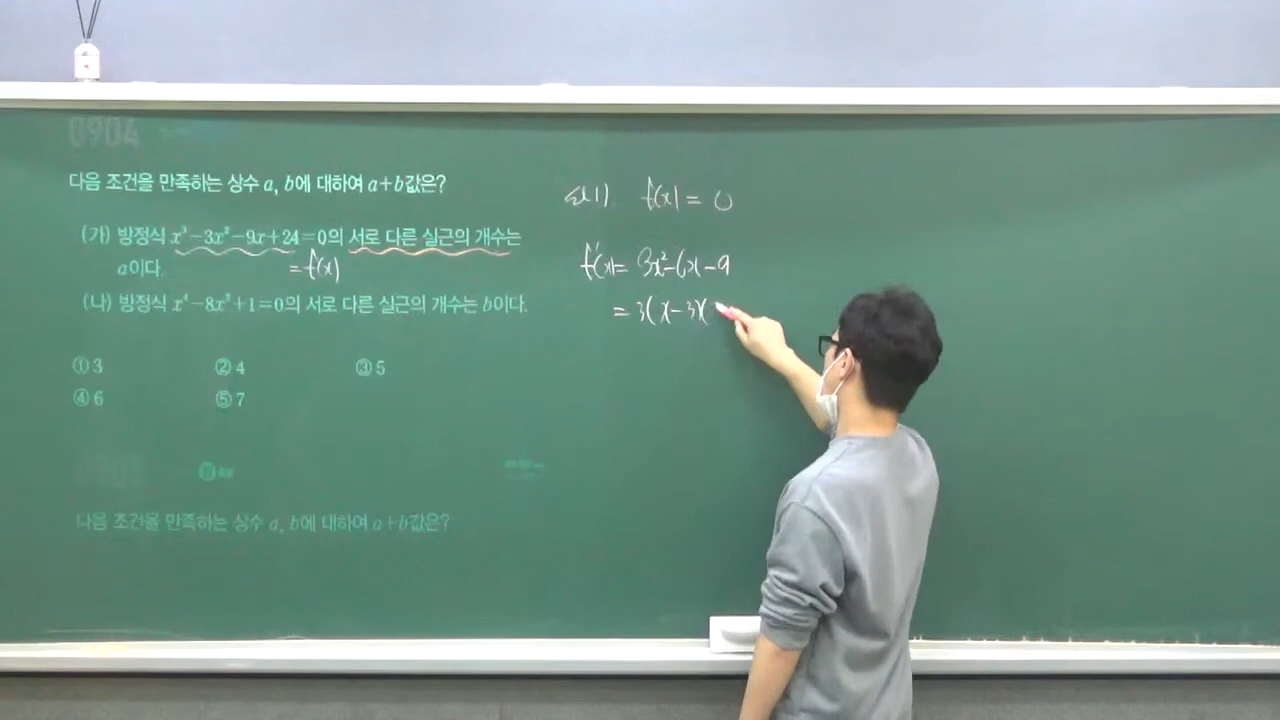 0904
다음 조건을 만족하는 상수 a, b에 대하여 a+b값은?
(가) 방정식 x³-3x²-9x+24=0의 서로 다른 실근의 개수는
a이다.
=f(x)
(나) 방정식 x⁴-8x²+1=0의 서로 다른 실근의 개수는 b이다.
① 3 ② 4 ③ 5
④ 6 ⑤ 7
다음 조건을 만족하는 상수 a, b에 대하여 a+b값은?
f(x)=0
f'(x)=3x²-6x-9
=3(x-3)(